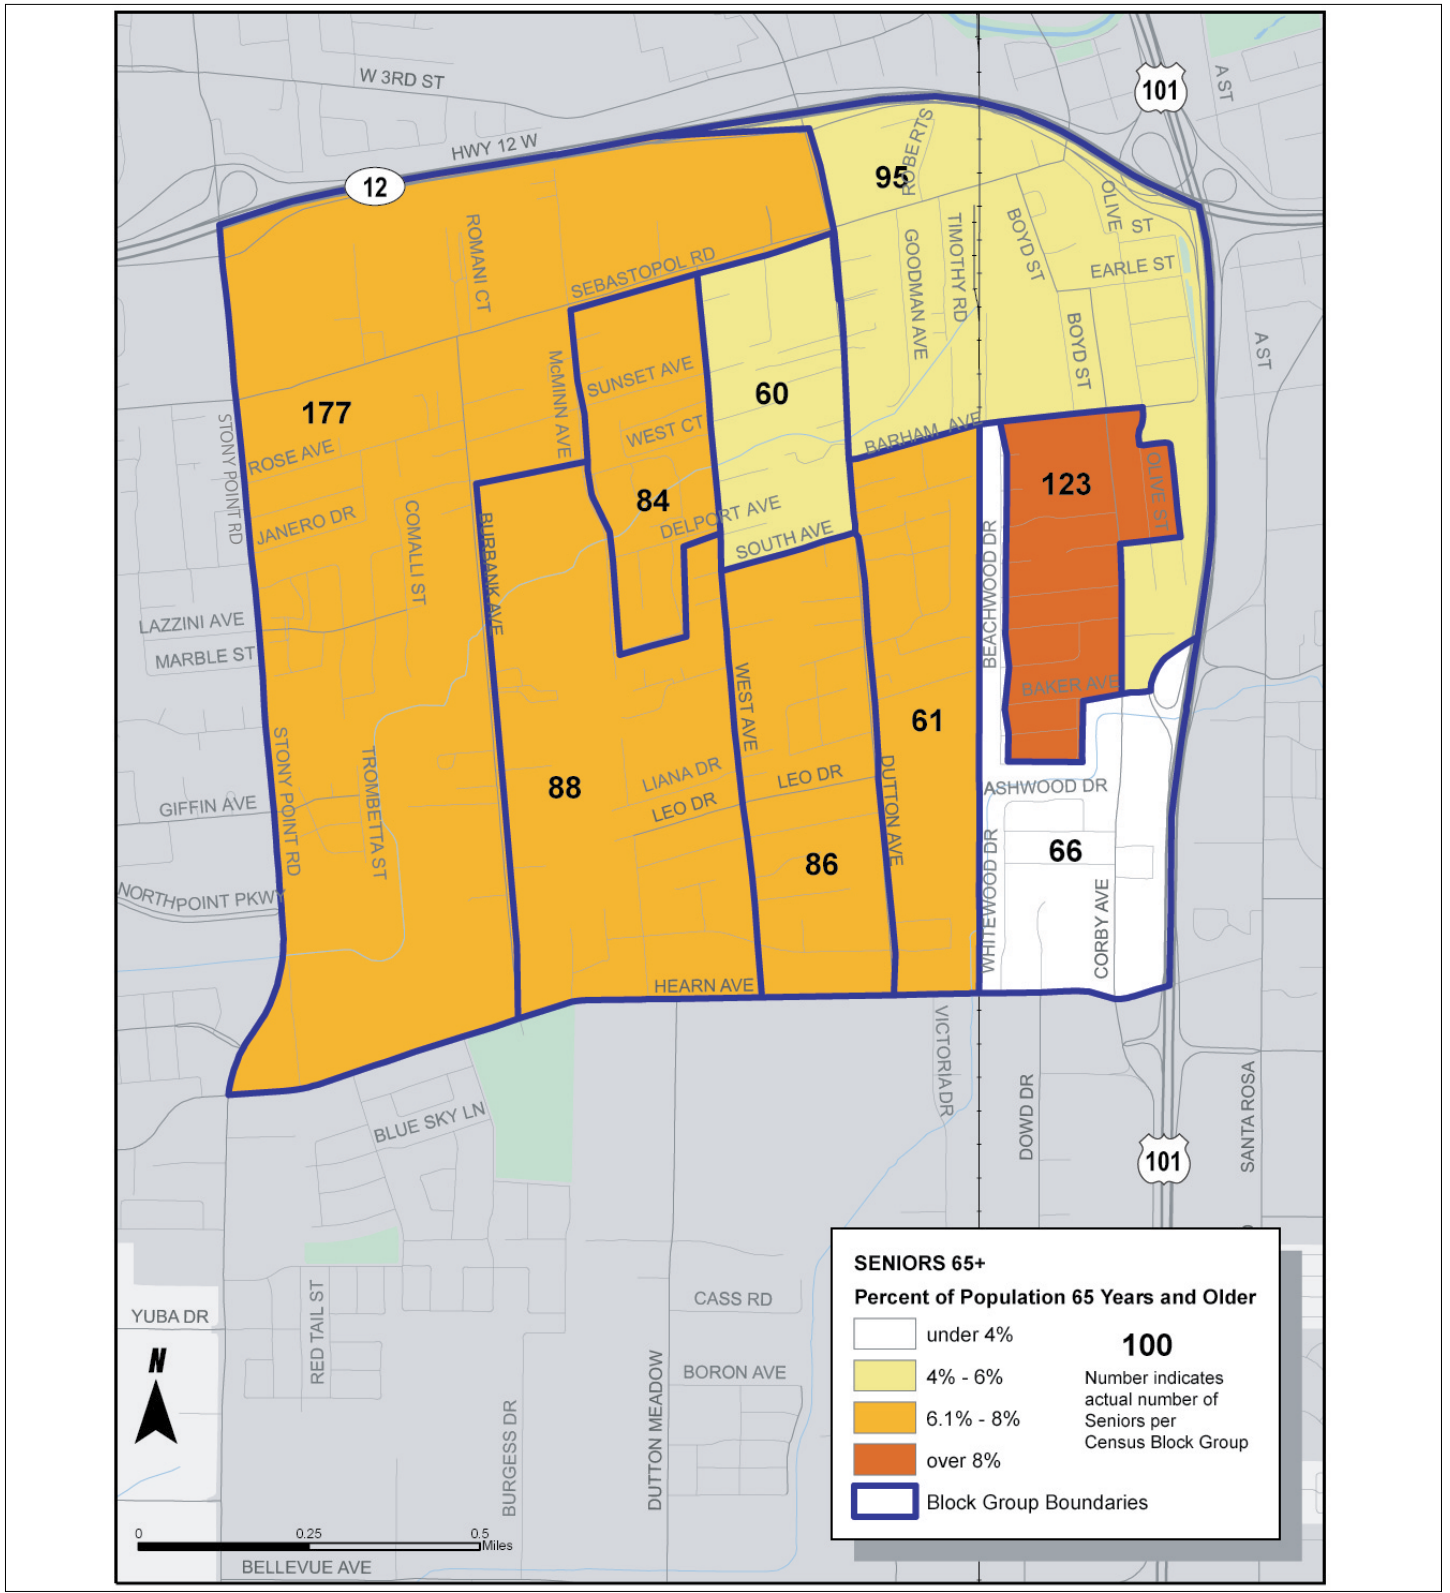 W 3RD ST
101
A ST
HWY 12 W
12
ROBERTS
95
OLIVE
ST
EARLE ST
BOYD ST
TIMOTHY RD
GOODMAN AVE
BOYD ST
A ST
ROMANI CT
SEBASTOPOL RD
McMINN AVE
SUNSET AVE
60
177
WEST CT
BARHAM AVE
STONY POINT RD
ROSE AVE
84
123
OLIVE ST
JANERO DR
COMALLI ST
BURBANK AVE
DELPORT AVE
SOUTH AVE
BEACHWOOD DR
LAZZINI AVE
MARBLE ST
BAKER AVE
WEST AVE
61
STONY POINT RD
TROMBETTA ST
88
LIANA DR
LEO DR
LEO DR
DUTTON AVE
ASHWOOD DR
GIFFIN AVE
86
WHITEWOOD DR
66
NORTHPOINT PKWY
CORBY AVE
HEARN AVE
VICTORIA DR
DOWD DR
SANTA ROSA
BLUE SKY LN
101
YUBA DR
RED TAIL ST
CASS RD
BORON AVE
BURGESS DR
DUTTON MEADOW
N
0 0.25 0.5
Miles
BELLEVUE AVE
SENIORS 65+
Percent of Population 65 Years and Older
under 4%
4% - 6%
6.1% - 8%
over 8%
Block Group Boundaries
100
Number indicates
actual number of
Seniors per
Census Block Group